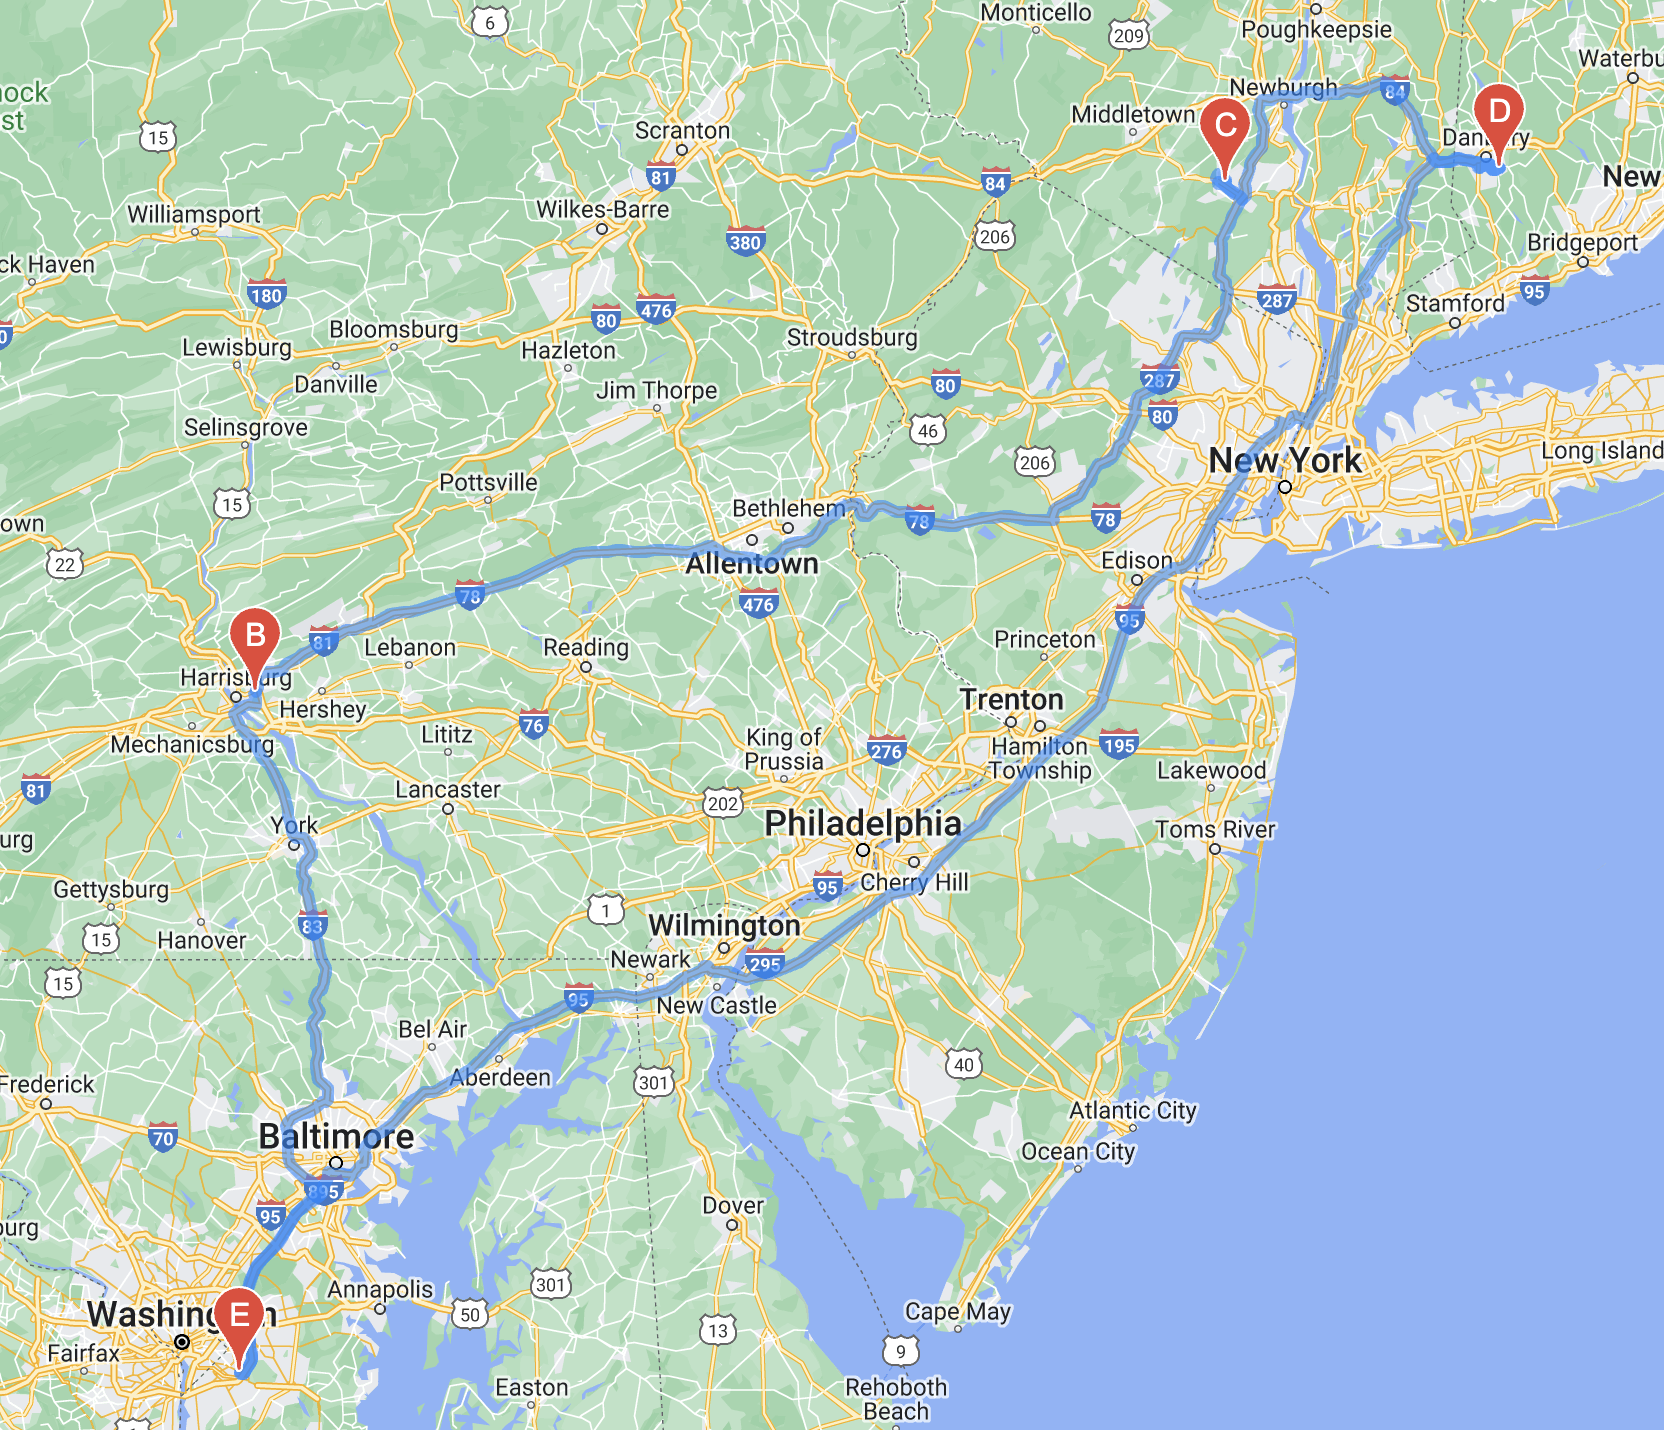 6
Monticello
209
Poughkeepsie
Waterbu
ock
st
Newburgh
84
D
15
Scranton
Middletown
C
Danbury
81
84
New
Williamsport
Wilkes-Barre
206
380
Bridgeport
ck Haven
180
476
287
95
Stamford
0
80
Bloomsburg
Lewisburg
Hazleton
Stroudsburg
Danville
Jim Thorpe
80
287
80
Selinsgrove
46
206
New York
Long Island
Pottsville
15
Bethlehem
78
78
own
22
Allentown
Edison
78
476
95
B
81
Lebanon
Reading
Princeton
Harrisburg
Hershey
Trenton
Mechanicsburg
Lititz
76
King of
Prussia
276
Hamilton
Township
195
Lakewood
81
Lancaster
202
York
Philadelphia
Toms River
urg
Gettysburg
95
Cherry Hill
1
83
Wilmington
15
Hanover
Newark
295
15
95
New Castle
Bel Air
Aberdeen
301
40
Frederick
Atlantic City
70
Baltimore
Ocean City
895
95
Dover
burg
Annapolis
301
E
Washington
50
Cape May
13
Fairfax
9
Easton
Rehoboth
Beach